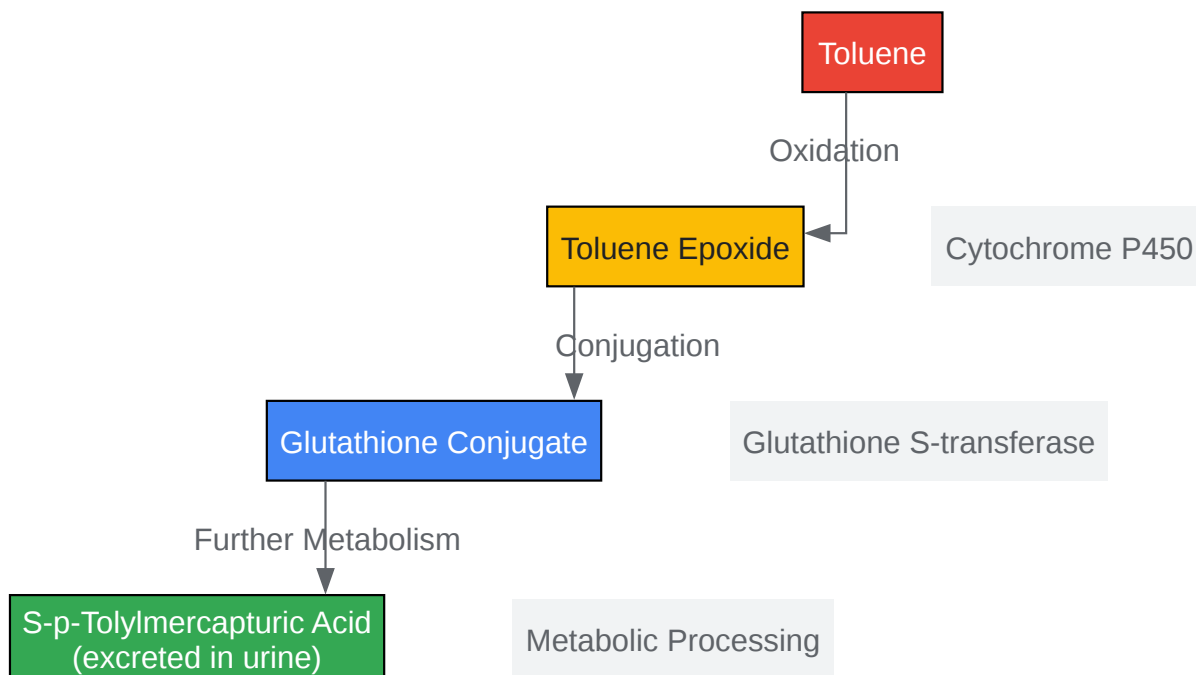 Toluene
Oxidation
Toluene Epoxide
Cytochrome P450
Conjugation
Glutathione Conjugate
Glutathione S-transferase
Further Metabolism
S-p-Tolylmercapturic Acid
(excreted in urine)
Metabolic Processing